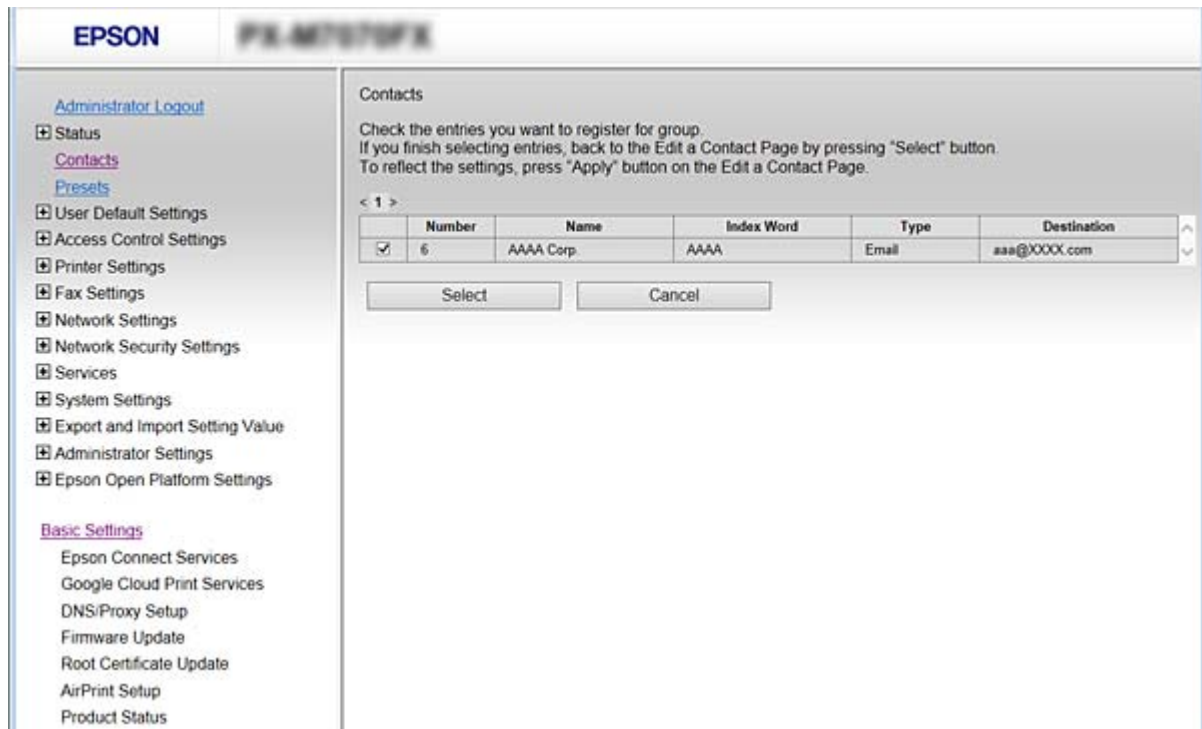 EPSON
PX-M7070FX
Administrator Logout
Status
Contacts
Presets
User Default Settings
Access Control Settings
Printer Settings
Fax Settings
Network Settings
Network Security Settings
Services
System Settings
Export and Import Setting Value
Administrator Settings
Epson Open Platform Settings
Basic Settings
Epson Connect Services
Google Cloud Print Services
DNS/Proxy Setup
Firmware Update
Root Certificate Update
AirPrint Setup
Product Status
Contacts
Check the entries you want to register for group.
If you finish selecting entries, back to the Edit a Contact Page by pressing "Select" button.
To reflect the settings, press "Apply" button on the Edit a Contact Page.
< 1 >
Number Name Index Word Type Destination
6 AAAA Corp. AAAA Email aaa@XXXX.com
Select Cancel